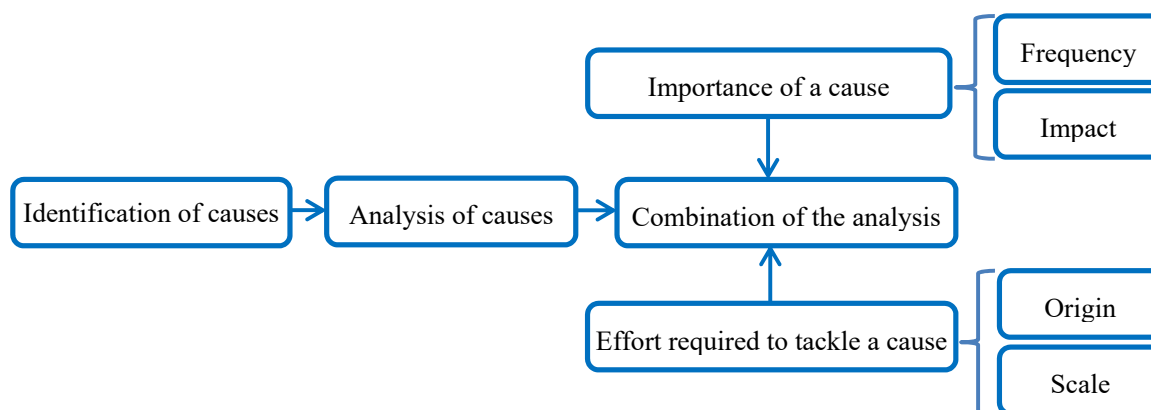 Frequency
Importance of a cause
Impact
Identification of causes
Analysis of causes
Combination of the analysis
Origin
Effort required to tackle a cause
Scale